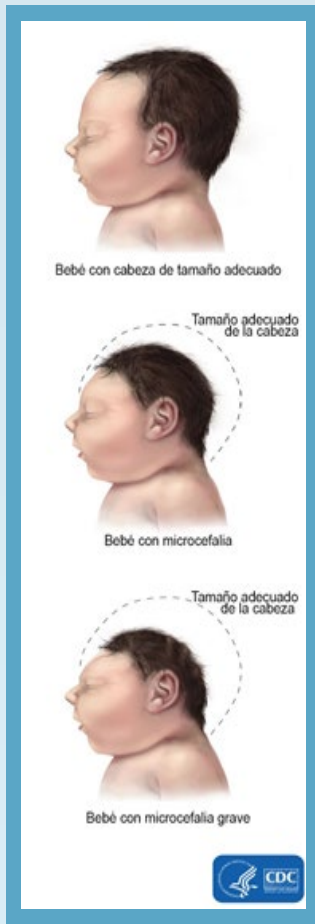 Bebé con cabeza de tamaño adecuado
Tamaño adecuado
de la cabeza
Bebé con microcefalia
Tamaño adecuado
de la cabeza
Bebé con microcefalia grave
CDC